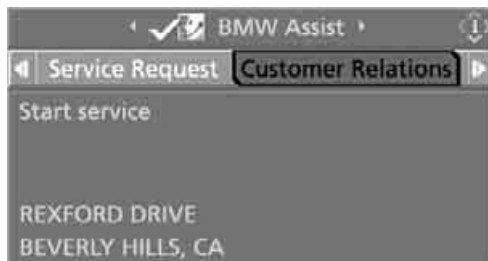 BMW Assist
Service Request Customer Relations
Start service
REXFORD DRIVE
BEVERLY HILLS, CA